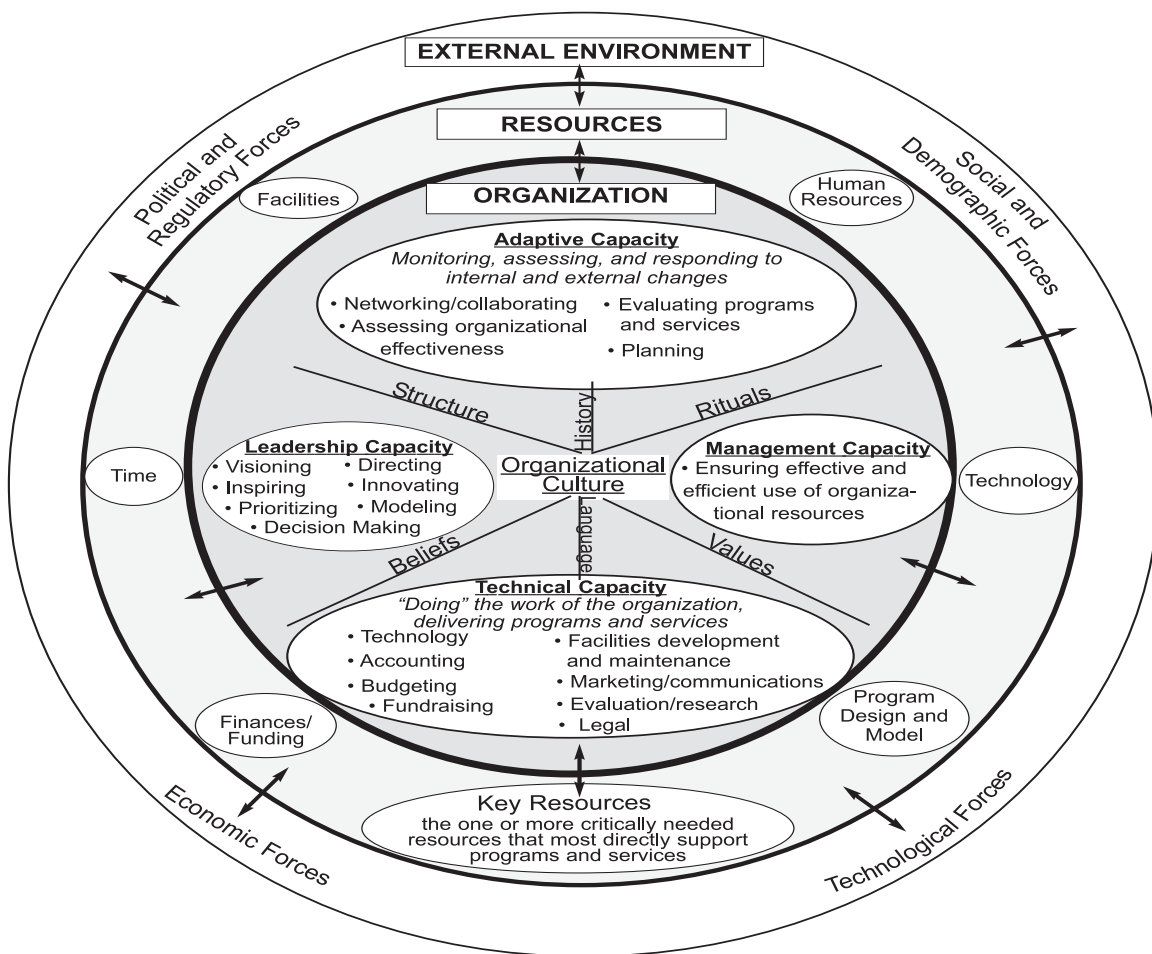 EXTERNAL ENVIRONMENT
RESOURCES
ORGANIZATION
Political and
Regulatory Forces
Social and
Demographic Forces
Facilities
Human
Resources
Adaptive Capacity
Monitoring, assessing, and responding to
internal and external changes
• Networking/collaborating
• Assessing organizational
effectiveness
• Evaluating programs
and services
• Planning
Structure
History
Rituals
Leadership Capacity
• Visioning
• Directing
• Inspiring
• Innovating
• Prioritizing
• Modeling
• Decision Making
Organizational
Culture
Management Capacity
• Ensuring effective and
efficient use of organiza-
tional resources
Time
Technology
Beliefs
Language
Values
Technical Capacity
“Doing” the work of the organization,
delivering programs and services
• Technology
• Accounting
• Budgeting
• Fundraising
• Facilities development
and maintenance
• Marketing/communications
• Evaluation/research
• Legal
Finances/
Funding
Program
Design and
Model
Key Resources
the one or more critically needed
resources that most directly support
programs and services
Economic Forces
Technological Forces